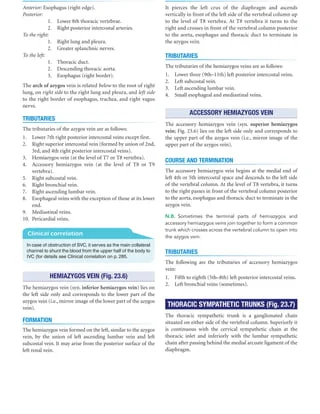 Anterior: Esophagus (right edge).
Posterior:
1. Lower 8th thoracic vertebrae.
2. Right posterior intercostal arteries.
To the right:
1. Right lung and pleura.
2. Greater splanchnic nerves.
To the left:
1. Thoracic duct.
2. Descending thoracic aorta.
3. Esophagus (right border).
The arch of azygos vein is related below to the root of right
lung, on right side to the right lung and pleura, and left side
to the right border of esophagus, trachea, and right vagus
nerve.
TRIBUTARIES
The tributaries of the azygos vein are as follows:
1. Lower 7th right posterior intercostal veins except first.
2. Right superior intercostal veins (formed by union of 2nd,
3rd, and 4th right posterior intercostal veins).
3. Hemiazygos vein (at the level of T7 or T8 vertebra).
4. Accessory hemiazygos vein (at the level of T8 or T9
vertebra).
5. Right subcostal vein.
6. Right bronchial vein.
7. Right ascending lumbar vein.
8. Esophageal veins with the exception of those at its lower
end.
9. Mediastinal veins.
10. Pericardial veins.
Clinical correlation
In case of obstruction of SVC, it serves as the main collateral
channel to shunt the blood from the upper half of the body to
IVC (for details see Clinical correlation on p. 285.
HEMIAZYGOS VEIN (Fig. 23.6)
The hemiazygos vein (syn. inferior hemiazygos vein) lies on
the left side only and corresponds to the lower part of the
azygos vein (i.e., mirror image of the lower part of the azygos
vein).
FORMATION
The hemiazygos vein formed on the left, similar to the azygos
vein, by the union of left ascending lumbar vein and left
subcostal vein. It may arise from the posterior surface of the
left renal vein.
It pierces the left crus of the diaphragm and ascends
vertically in front of the left side of the vertebral column up
to the level of T8 vertebra. At T8 vertebra it turns to the
right and crosses in front of the vertebral column posterior
to the aorta, esophagus and thoracic duct to terminate in
the azygos vein.
TRIBUTARIES
The tributaries of the hemiazygos veins are as follows:
1. Lower three (9th–11th) left posterior intercostal veins.
2. Left subcostal vein.
3. Left ascending lumbar vein.
4. Small esophageal and mediastinal veins.
ACCESSORY HEMIAZYGOS VEIN
The accessory hemiazygos vein (syn. superior hemiazygos
vein; Fig. 23.6) lies on the left side only and corresponds to
the upper part of the azygos vein (i.e., mirror image of the
upper part of the azygos vein).
COURSE AND TERMINATION
The accessory hemiazygos vein begins at the medial end of
left 4th or 5th intercostal space and descends to the left side
of the vertebral column. At the level of T8 vertebra, it turns
to the right passes in front of the vertebral column posterior
to the aorta, esophagus and thoracic duct to terminate in the
azygos vein.
N.B. Sometimes the terminal parts of hemiazygos and
accessory hemiazygos veins join together to form a common
trunk which crosses across the vertebral column to open into
the azygos vein.
TRIBUTARIES
The following are the tributaries of accessory hemiazygos
vein:
1. Fifth to eighth (5th–8th) left posterior intercostal veins.
2. Left bronchial veins (sometimes).
THORACIC SYMPATHETIC TRUNKS (Fig. 23.7)
The thoracic sympathetic trunk is a ganglionated chain
situated on either side of the vertebral column. Superiorly it
is continuous with the cervical sympathetic chain at the
thoracic inlet and inferiorly with the lumbar sympathetic
chain after passing behind the medial arcuate ligament of the
diaphragm.